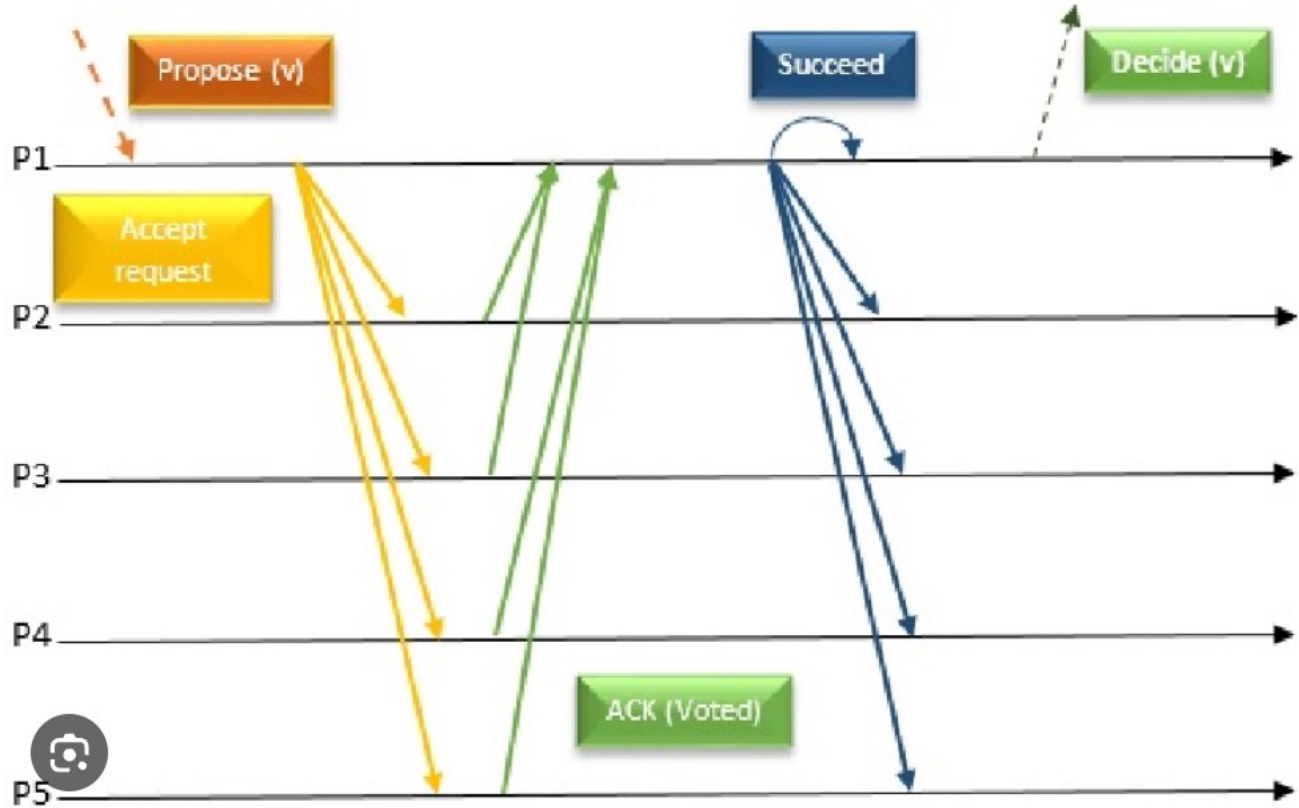 Propose (v)
Succeed
Decide (v)
P1
Accept
request
P2
P3
P4
ACK (Voted)
P5